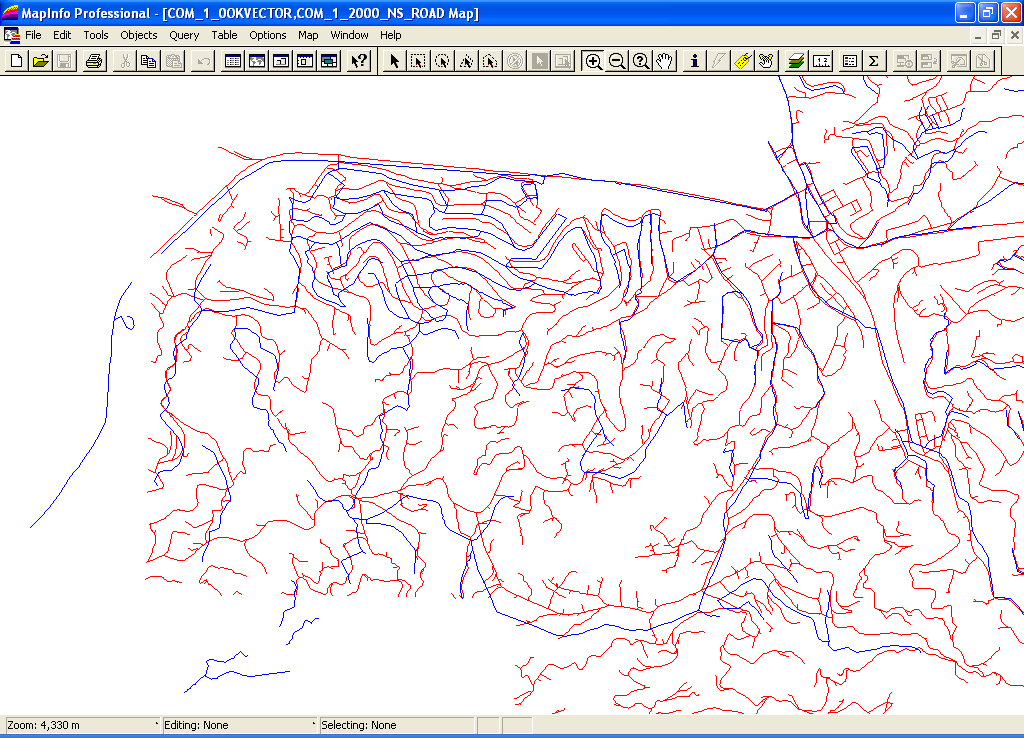 MapInfo Professional - [COM_1_00KVECTOR,COM_1_2000_NS_ROAD Map]
File Edit Tools Objects Query Table Options Map Window Help
Zoom: 4,330 m
Editing: None
Selecting: None